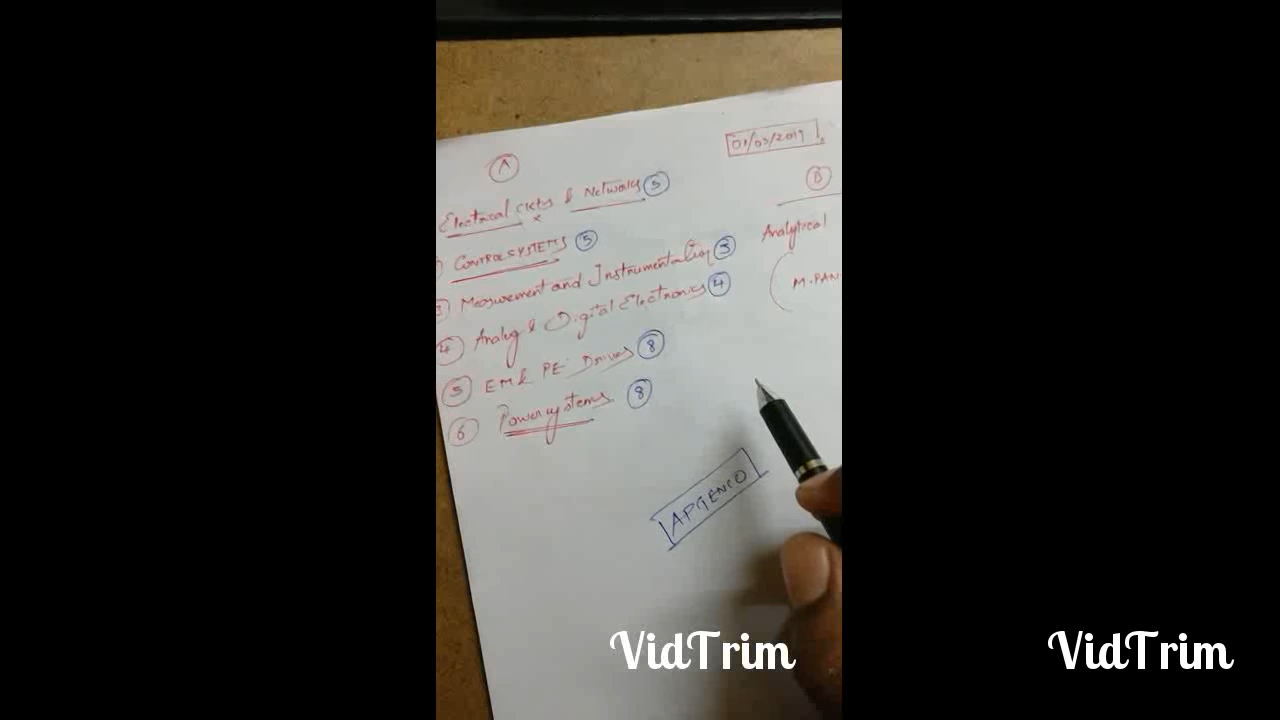 A
01/03/2019
Electrical CKTS & Networks 5
CONTROL SYSTEMS 5
3 Measurement and Instrumentation 3
4 Analog & Digital Electronics 4
5 EM & PE Drives 8
6 Power systems 8
B
Analytical
M.PAN
APGENCO
VidTrim
VidTrim